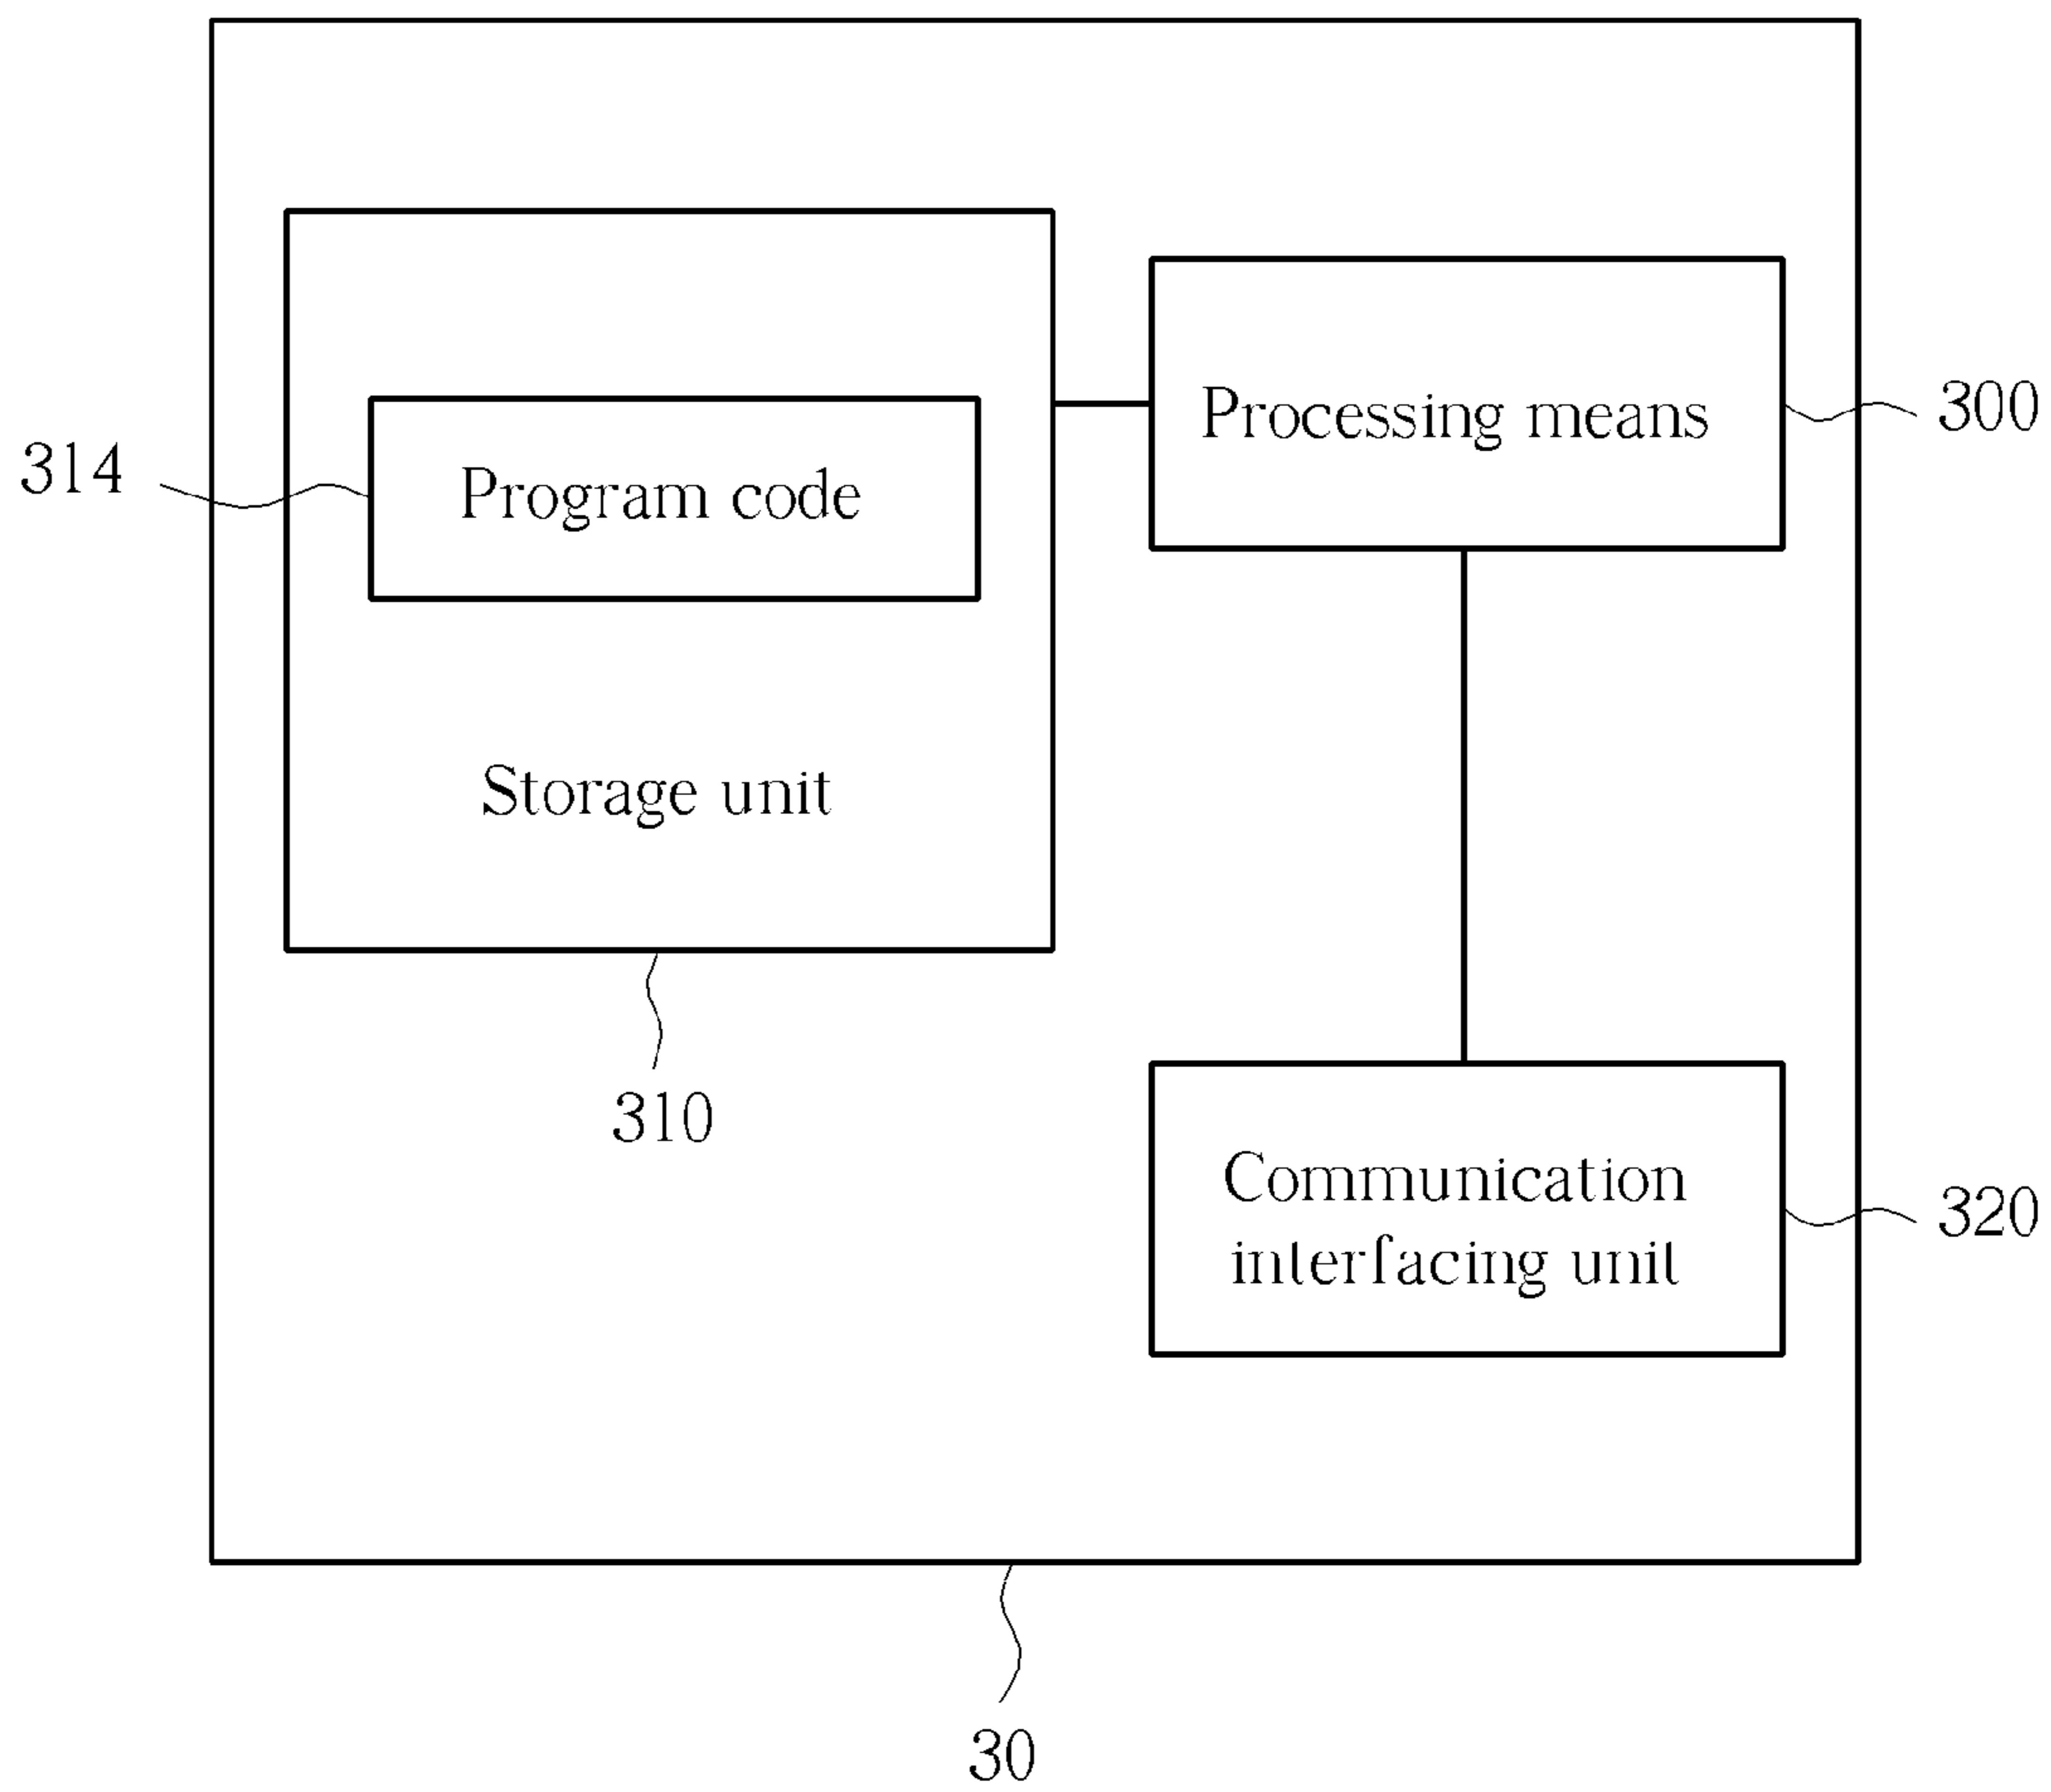 Processing means
300
314
Program code
Storage unit
310
Communication
interfacing unit
320
30